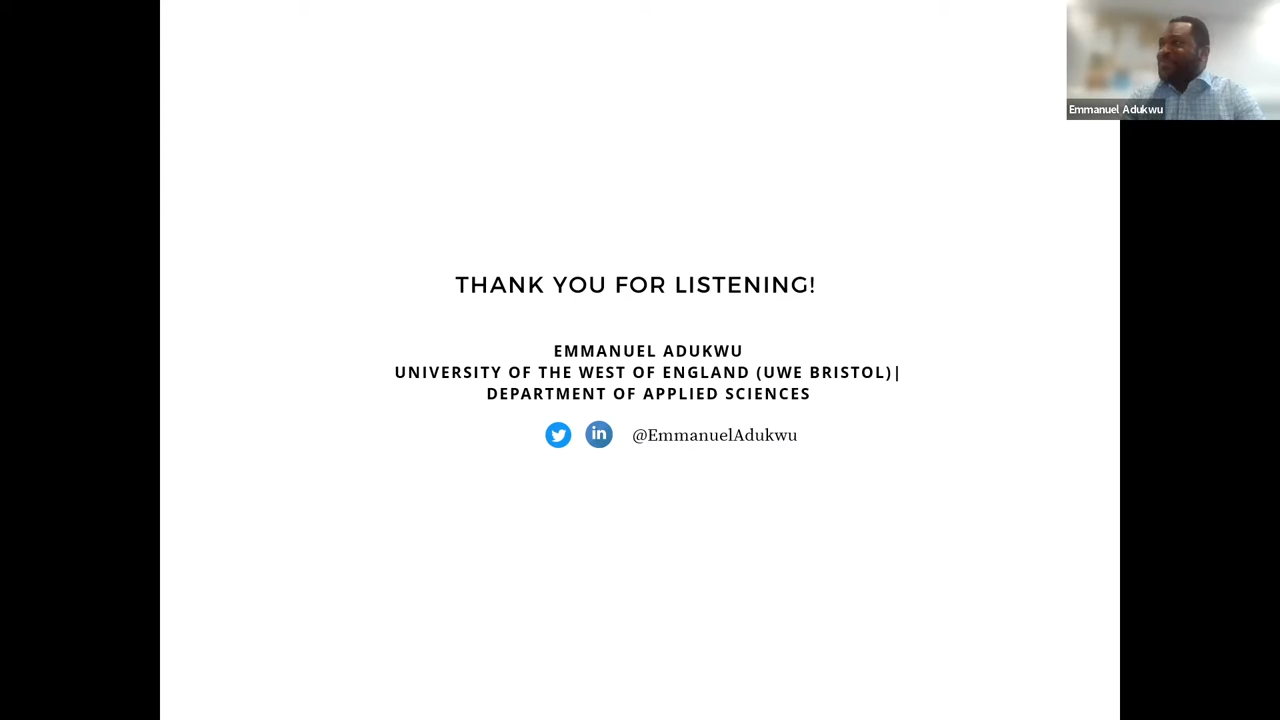 Emmanuel Adukwu
THANK YOU FOR LISTENING!
EMMANUEL ADUKWU
UNIVERSITY OF THE WEST OF ENGLAND (UWE BRISTOL)|
DEPARTMENT OF APPLIED SCIENCES
in @EmmanuelAdukwu